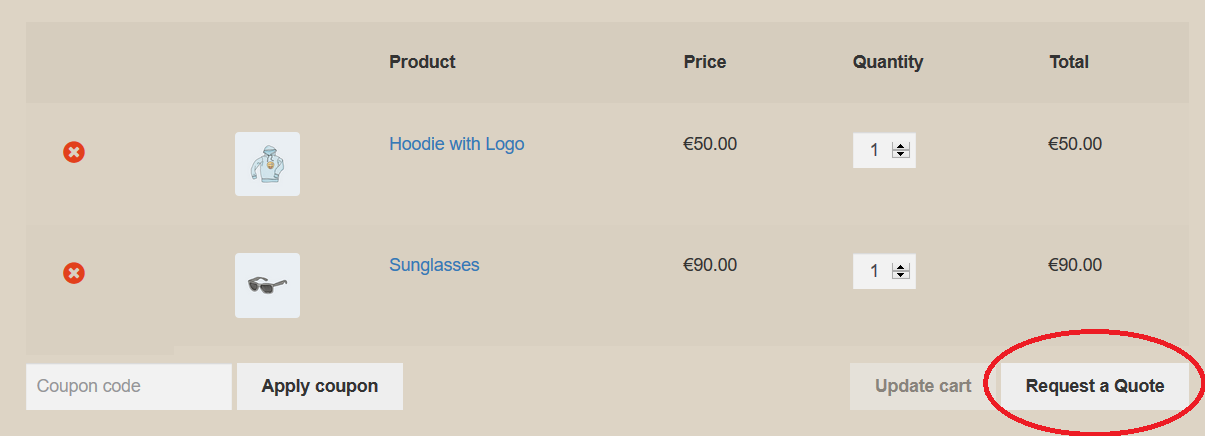 Product Price Quantity Total
Hoodie with Logo €50.00 1 €50.00
Sunglasses €90.00 1 €90.00
Coupon code Apply coupon Update cart Request a Quote